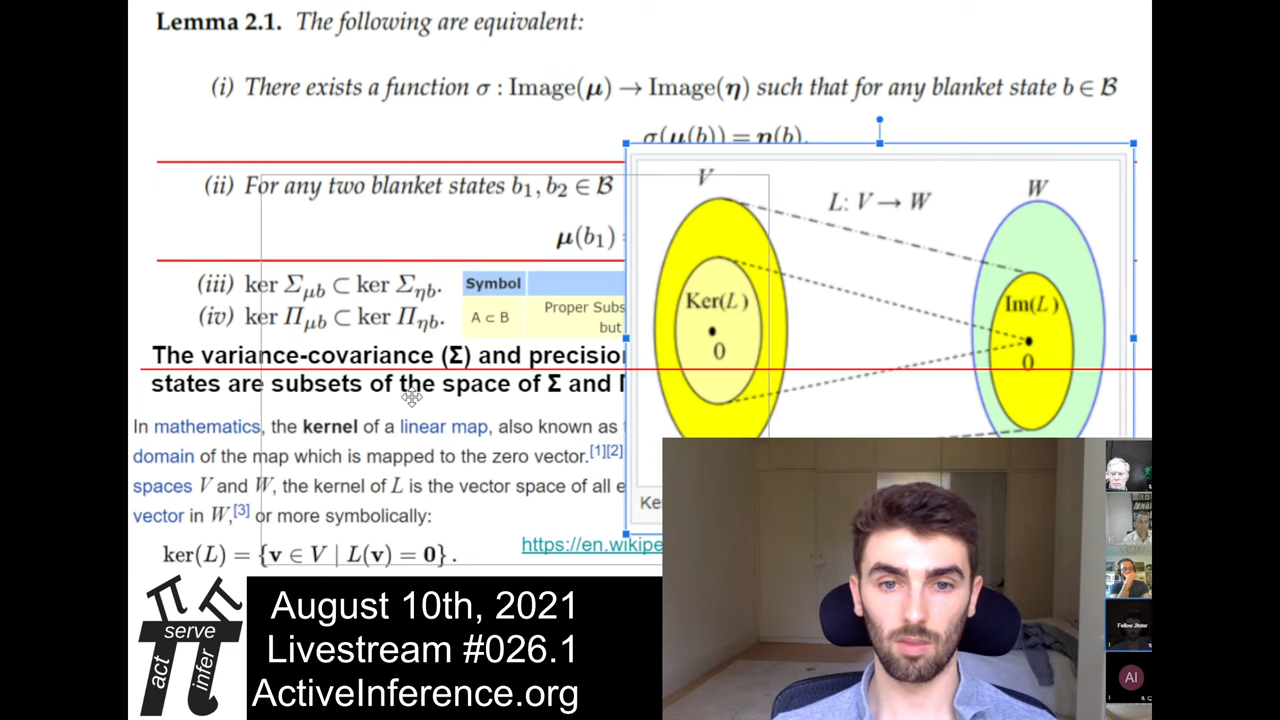 Lemma 2.1. The following are equivalent:
(i) There exists a function σ : Image(μ) → Image(η) such that for any blanket state b ∈ ℬ
σ(μ(b)) = η(b).
(ii) For any two blanket states b₁, b₂ ∈ ℬ
μ(b₁)
(iii) ker Σμb ⊂ ker Σηb.
(iv) ker Πμb ⊂ ker Πηb.
Symbol
A ⊂ B
Proper Subs
but
The variance-covariance (Σ) and precision
states are subsets of the space of Σ and
In mathematics, the kernel of a linear map, also known as
domain of the map which is mapped to the zero vector.[1][2]
spaces V and W, the kernel of L is the vector space of all e
vector in W,[3] or more symbolically:
ker(L) = {v ∈ V | L(v) = 0} .
https://en.wikipe
V
L: V → W
W
Ker(L)
0
Im(L)
0
Ke
π π
serve
act
infer
August 10th, 2021
Livestream #026.1
ActiveInference.org
Fellow Jitster
AI